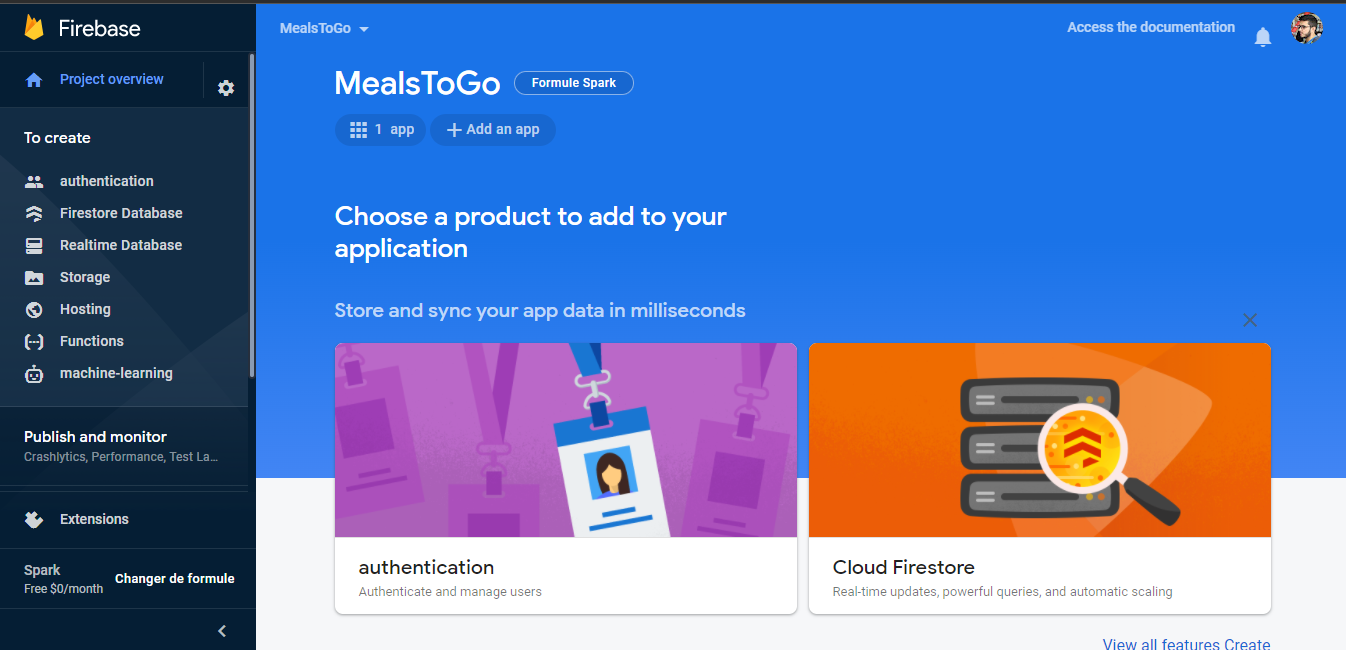 Firebase
Project overview
To create
authentication
Firestore Database
Realtime Database
Storage
Hosting
Functions
machine-learning
Publish and monitor
Crashlytics, Performance, Test La...
Extensions
Spark
Free $0/month
Changer de formule
MealsToGo
Access the documentation
MealsToGo
Formule Spark
1 app
Add an app
Choose a product to add to your
application
Store and sync your app data in milliseconds
authentication
Authenticate and manage users
Cloud Firestore
Real-time updates, powerful queries, and automatic scaling
View all features Create